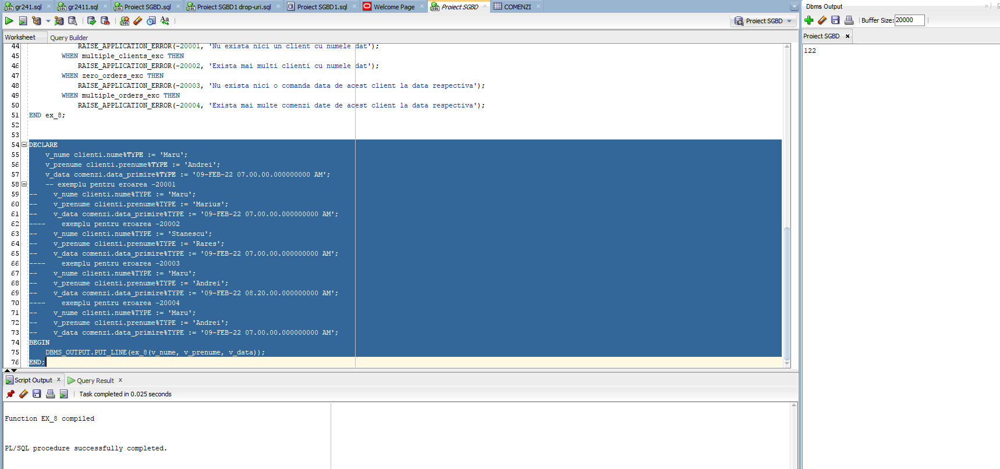 gr241.sql
gr2411.sql
Proiect SGBD.sql
Proiect SGBD1 drop-uri.sql
Proiect SGBD1.sql
Welcome Page
Proiect SGBD
COMENZI
Dbms Output
Proiect SGBD
Buffer Size: 20000
Worksheet
Query Builder
Proiect SGBD
122
44 RAISE_APPLICATION_ERROR(-20001, 'Nu exista nici un client cu numele dat');
45 WHEN multiple_clients_exc THEN
46 RAISE_APPLICATION_ERROR(-20002, 'Exista mai multi clienti cu numele dat');
47 WHEN zero_orders_exc THEN
48 RAISE_APPLICATION_ERROR(-20003, 'Nu exista nici o comanda data de acest client la data respectiva');
49 WHEN multiple_orders_exc THEN
50 RAISE_APPLICATION_ERROR(-20004, 'Exista mai multe comenzi date de acest client la data respectiva');
51 END ex_8;
52
53
54 DECLARE
55 v_nume clienti.nume%TYPE := 'Maru';
56 v_prenume clienti.prenume%TYPE := 'Andrei';
57 v_data comenzi.data_primire%TYPE := '09-FEB-22 07.00.00.000000000 AM';
58 -- exemplu pentru eroarea -20001
59 -- v_nume clienti.nume%TYPE := 'Maru';
60 -- v_prenume clienti.prenume%TYPE := 'Marius';
61 -- v_data comenzi.data_primire%TYPE := '09-FEB-22 07.00.00.000000000 AM';
62 ---- exemplu pentru eroarea -20002
63 -- v_nume clienti.nume%TYPE := 'Stanescu';
64 -- v_prenume clienti.prenume%TYPE := 'Rares';
65 -- v_data comenzi.data_primire%TYPE := '09-FEB-22 07.00.00.000000000 AM';
66 ---- exemplu pentru eroarea -20003
67 -- v_nume clienti.nume%TYPE := 'Maru';
68 -- v_prenume clienti.prenume%TYPE := 'Andrei';
69 -- v_data comenzi.data_primire%TYPE := '09-FEB-22 08.20.00.000000000 AM';
70 ---- exemplu pentru eroarea -20004
71 -- v_nume clienti.nume%TYPE := 'Maru';
72 -- v_prenume clienti.prenume%TYPE := 'Andrei';
73 -- v_data comenzi.data_primire%TYPE := '09-FEB-22 07.00.00.000000000 AM';
74 BEGIN
75 DBMS_OUTPUT.PUT_LINE(ex_8(v_nume, v_prenume, v_data));
76 END;
Script Output
Query Result
Task completed in 0.025 seconds
Function EX_8 compiled
PL/SQL procedure successfully completed.